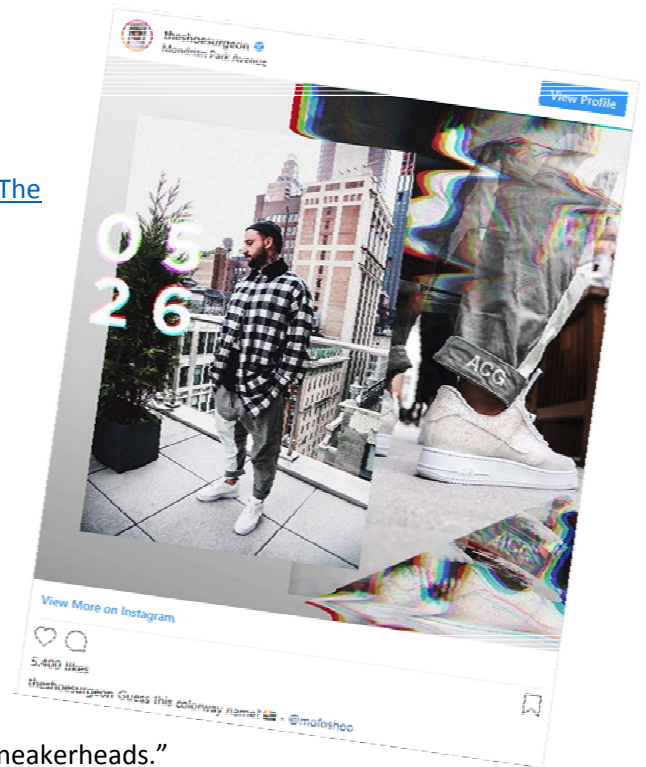 theshoesurgeon
Mondrian Park Avenue
View Profile
The
05
26
ACG
View More on Instagram
5,400 likes
theshoesurgeon Guess this colorway name? - @mofoshoo
neakerheads.”